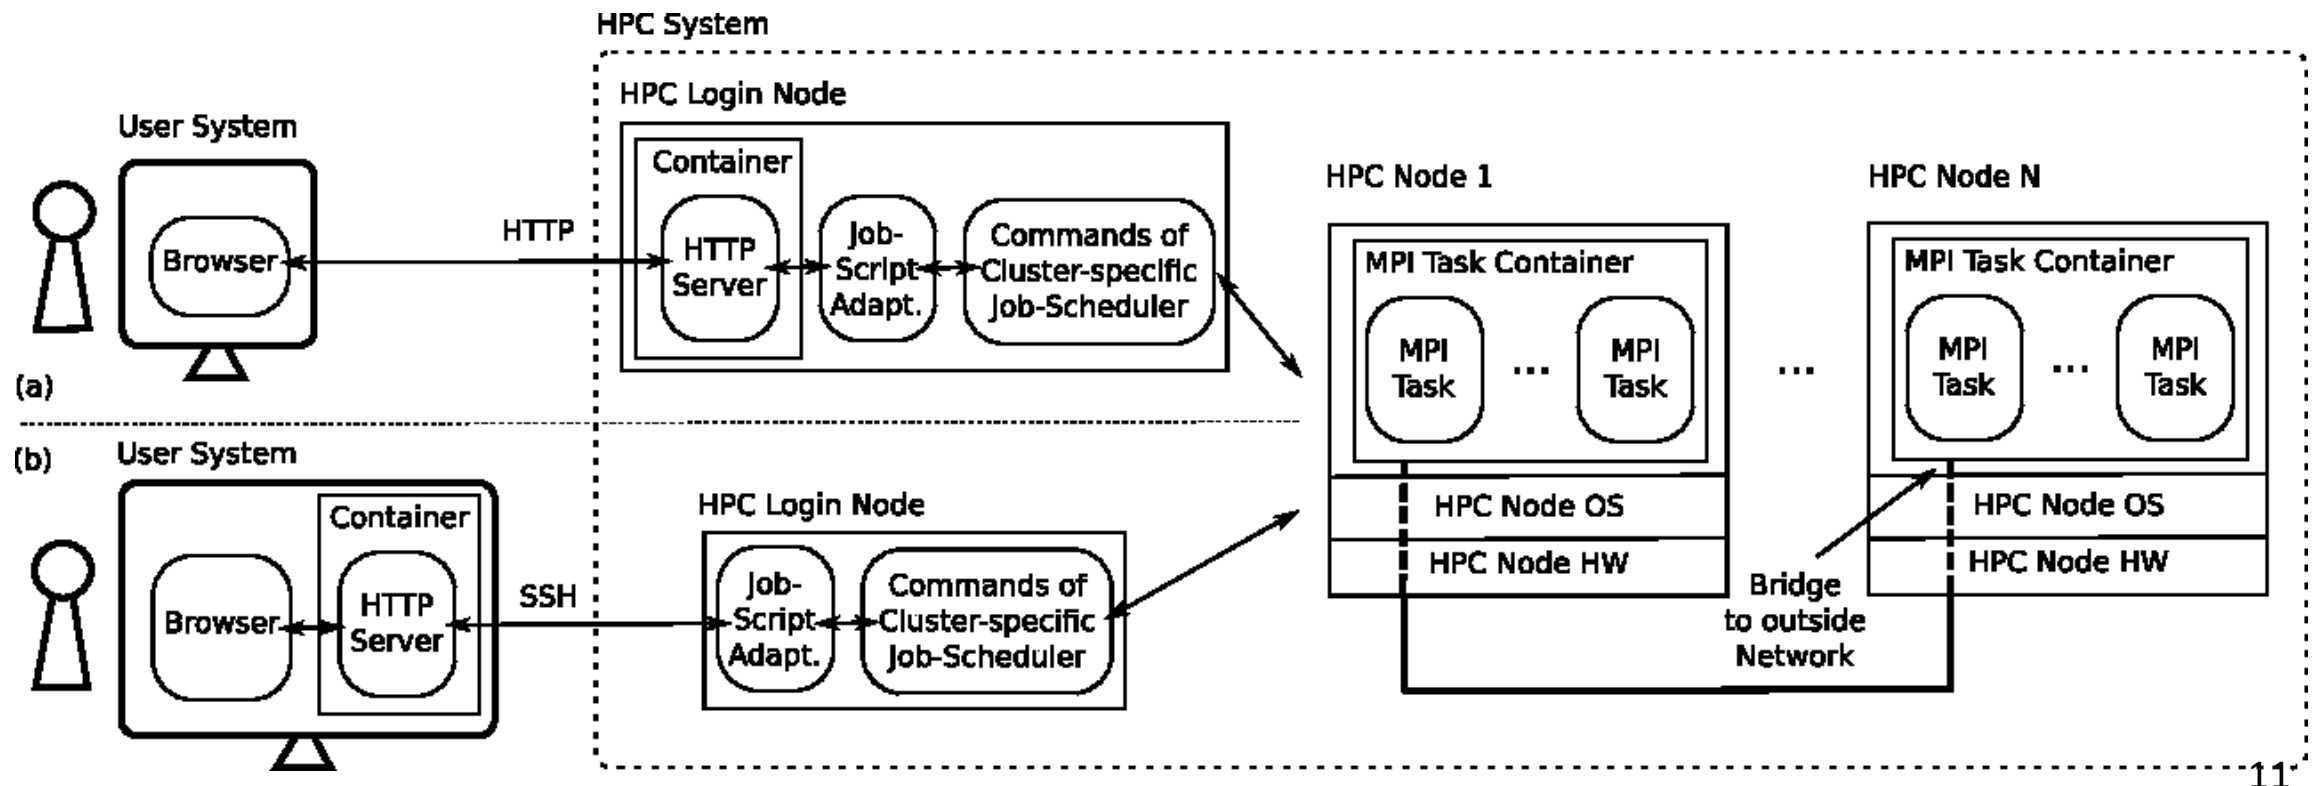 HPC System
HPC Login Node
User System
Container
HTTP
HTTP
Server
Browser
Job-
Script
Adapt.
Commands of
Cluster-specific
Job-Scheduler
(a)
HPC Node 1
MPI Task Container
MPI
Task
...
MPI
Task
HPC Node OS
HPC Node HW
...
HPC Node N
MPI Task Container
MPI
Task
...
MPI
Task
HPC Node OS
HPC Node HW
Bridge
to outside
Network
(b)
User System
Container
Browser
HTTP
Server
SSH
HPC Login Node
Job-
Script
Adapt.
Commands of
Cluster-specific
Job-Scheduler
11